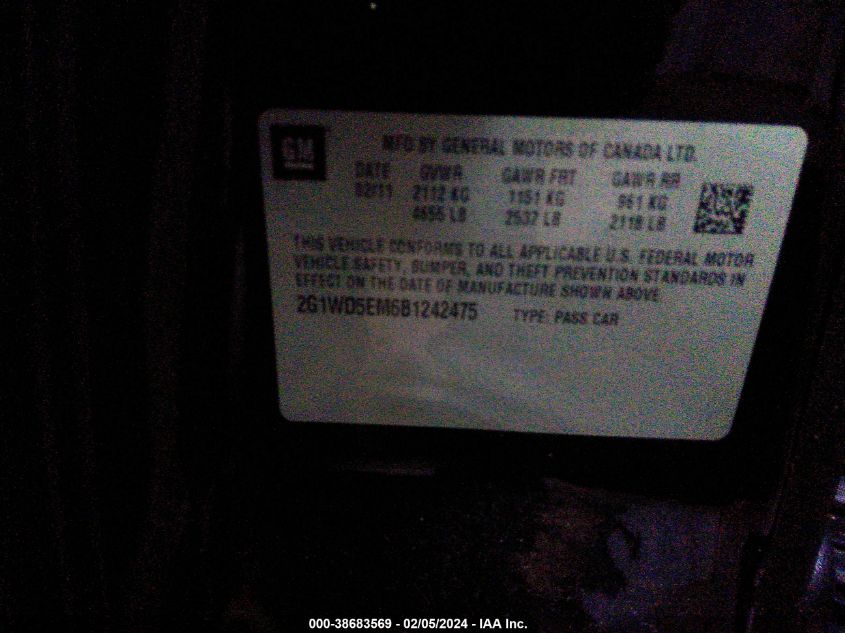 GM
MFD BY GENERAL MOTORS OF CANADA LTD.
DATE GVWR GAWR FRT GAWR RR
02/11 2112 KG 1151 KG 961 KG
4655 LB 2537 LB 2118 LB
THIS VEHICLE CONFORMS TO ALL APPLICABLE U.S. FEDERAL MOTOR
VEHICLE SAFETY, BUMPER, AND THEFT PREVENTION STANDARDS IN
EFFECT ON THE DATE OF MANUFACTURE SHOWN ABOVE.
2G1WD5EM6B1242475 TYPE: PASS CAR
000-38683569 - 02/05/2024 - IAA Inc.